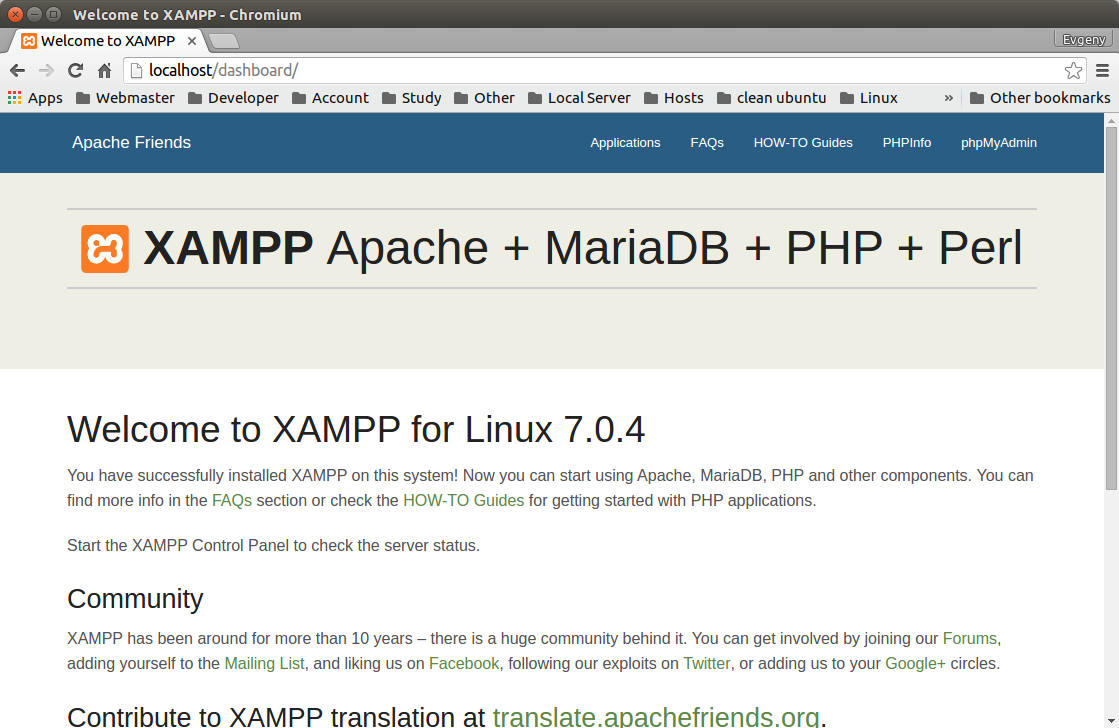 Welcome to XAMPP - Chromium
Welcome to XAMPP
Evgeny
localhost/dashboard/
Apps Webmaster Developer Account Study Other Local Server Hosts clean ubuntu Linux » Other bookmarks
Apache Friends Applications FAQs HOW-TO Guides PHPInfo phpMyAdmin
XAMPP Apache + MariaDB + PHP + Perl
Welcome to XAMPP for Linux 7.0.4
You have successfully installed XAMPP on this system! Now you can start using Apache, MariaDB, PHP and other components. You can
find more info in the FAQs section or check the HOW-TO Guides for getting started with PHP applications.
Start the XAMPP Control Panel to check the server status.
Community
XAMPP has been around for more than 10 years – there is a huge community behind it. You can get involved by joining our Forums,
adding yourself to the Mailing List, and liking us on Facebook, following our exploits on Twitter, or adding us to your Google+ circles.
Contribute to XAMPP translation at translate.apachefriends.org.